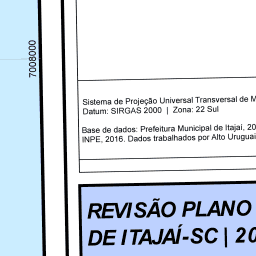 7008000
Sistema de Projeção Universal Transversal de M
Datum: SIRGAS 2000 | Zona: 22 Sul
Base de dados: Prefeitura Municipal de Itajaí, 20
INPE, 2016. Dados trabalhados por Alto Uruguai
REVISÃO PLANO
DE ITAJAÍ-SC | 20